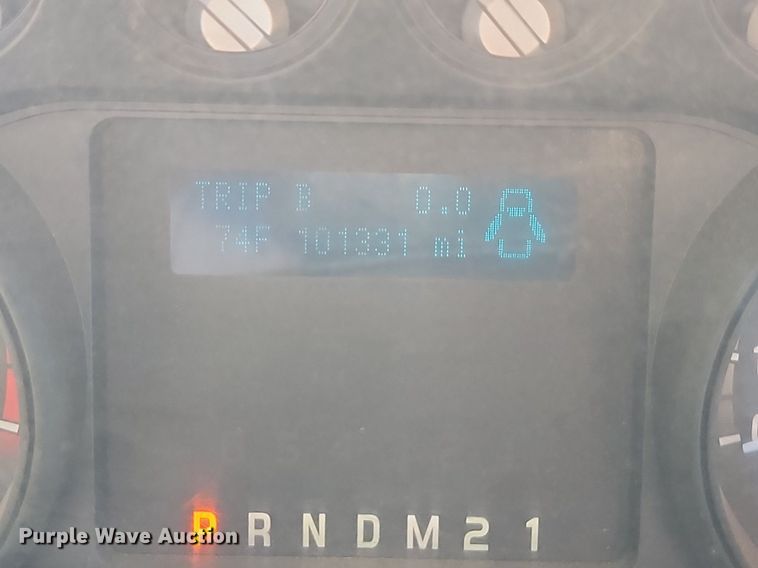 TRIP B 0.0
74F 101331 mi
P R N D M 2 1
Purple Wave Auction